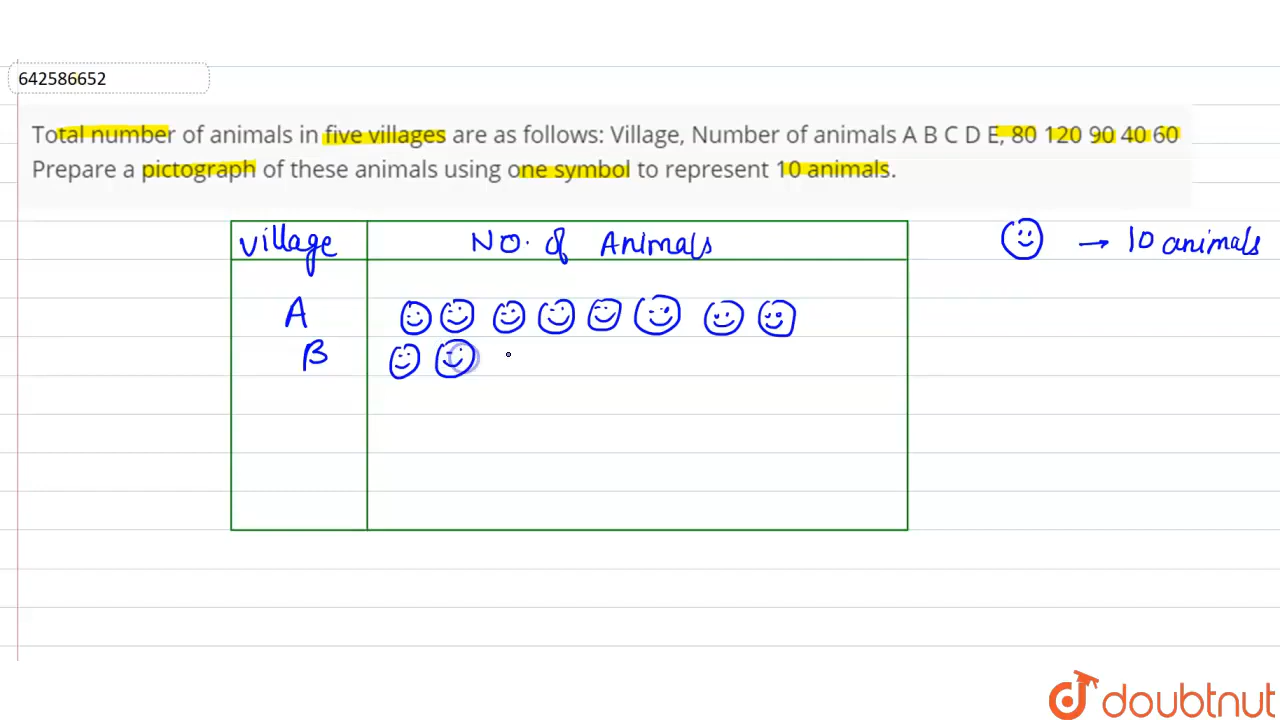 642586652
Total number of animals in five villages are as follows: Village, Number of animals A B C D E, 80 120 90 40 60
Prepare a pictograph of these animals using one symbol to represent 10 animals.
Village No. of Animals
→ 10 animals
A
B
doubtnut